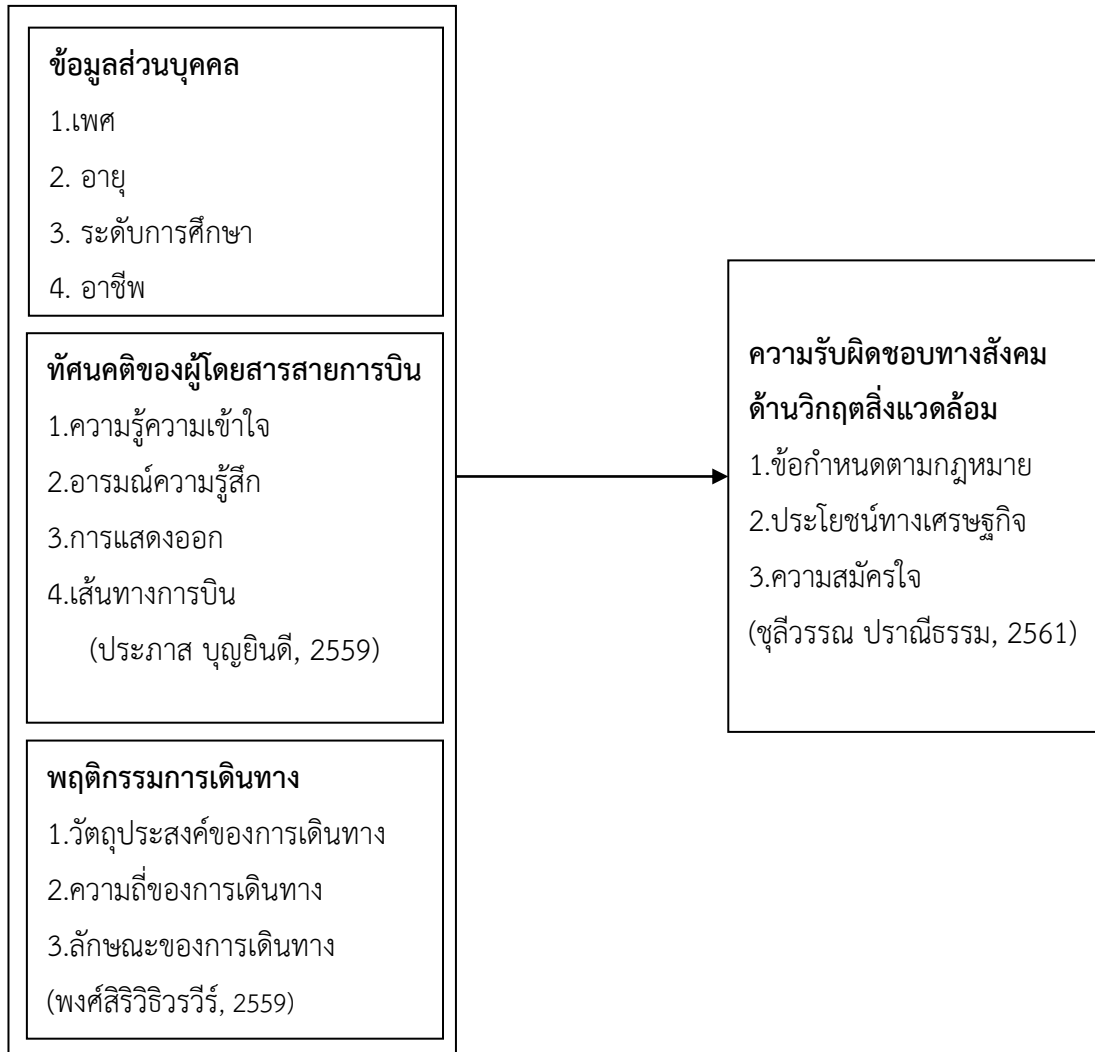 ข้อมูลส่วนบุคคล
1.เพศ
2. อายุ
3. ระดับการศึกษา
4. อาชีพ
ทัศนคติของผู้โดยสารสายการบิน
1.ความรู้ความเข้าใจ
2.อารมณ์ความรู้สึก
3.การแสดงออก
4.เส้นทางการบิน
(ประภาส บุญยินดี, 2559)
พฤติกรรมการเดินทาง
1.วัตถุประสงค์ของการเดินทาง
2.ความถี่ของการเดินทาง
3.ลักษณะของการเดินทาง
(พงศ์สิริวิธิวรวีร์, 2559)
ความรับผิดชอบทางสังคม
ด้านวิกฤตสิ่งแวดล้อม
1.ข้อกำหนดตามกฎหมาย
2.ประโยชน์ทางเศรษฐกิจ
3.ความสมัครใจ
(ชุลีวรรณ ปราณีธรรม, 2561)